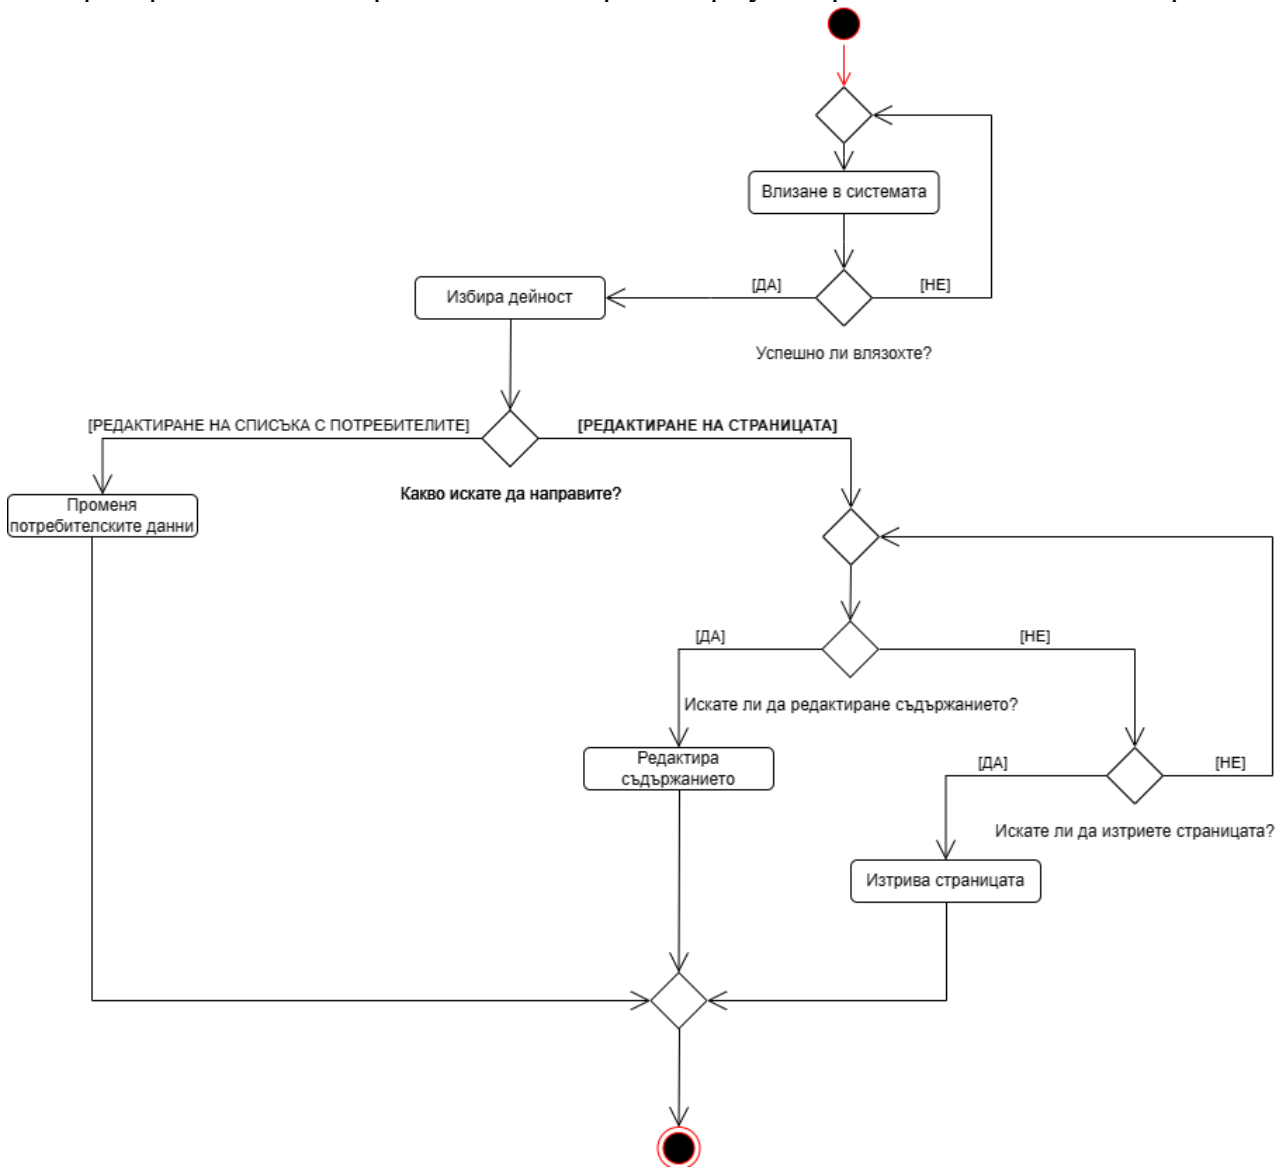 Влизане в системата
[ДА]
[НЕ]
Избира дейност
Успешно ли влязохте?
[РЕДАКТИРАНЕ НА СПИСЪКА С ПОТРЕБИТЕЛИТЕ]
[РЕДАКТИРАНЕ НА СТРАНИЦАТА]
Какво искате да направите?
Променя
потребителските данни
[ДА]
[НЕ]
Искате ли да редактиране съдържанието?
Редактира
съдържанието
[ДА]
[НЕ]
Искате ли да изтриете страницата?
Изтрива страницата